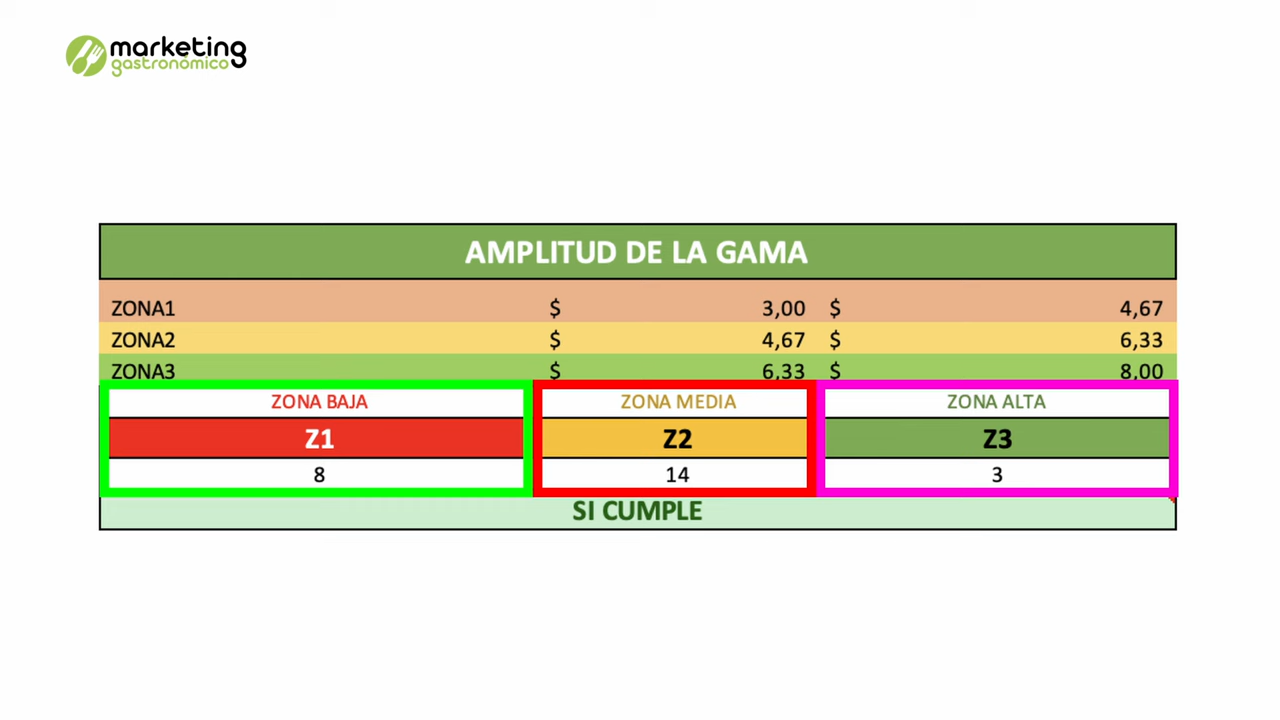 marketing
gastronómico
AMPLITUD DE LA GAMA
ZONA1 $ 3,00 $ 4,67
ZONA2 $ 4,67 $ 6,33
ZONA3 $ 6,33 $ 8,00
ZONA BAJA ZONA MEDIA ZONA ALTA
Z1 Z2 Z3
8 14 3
SI CUMPLE